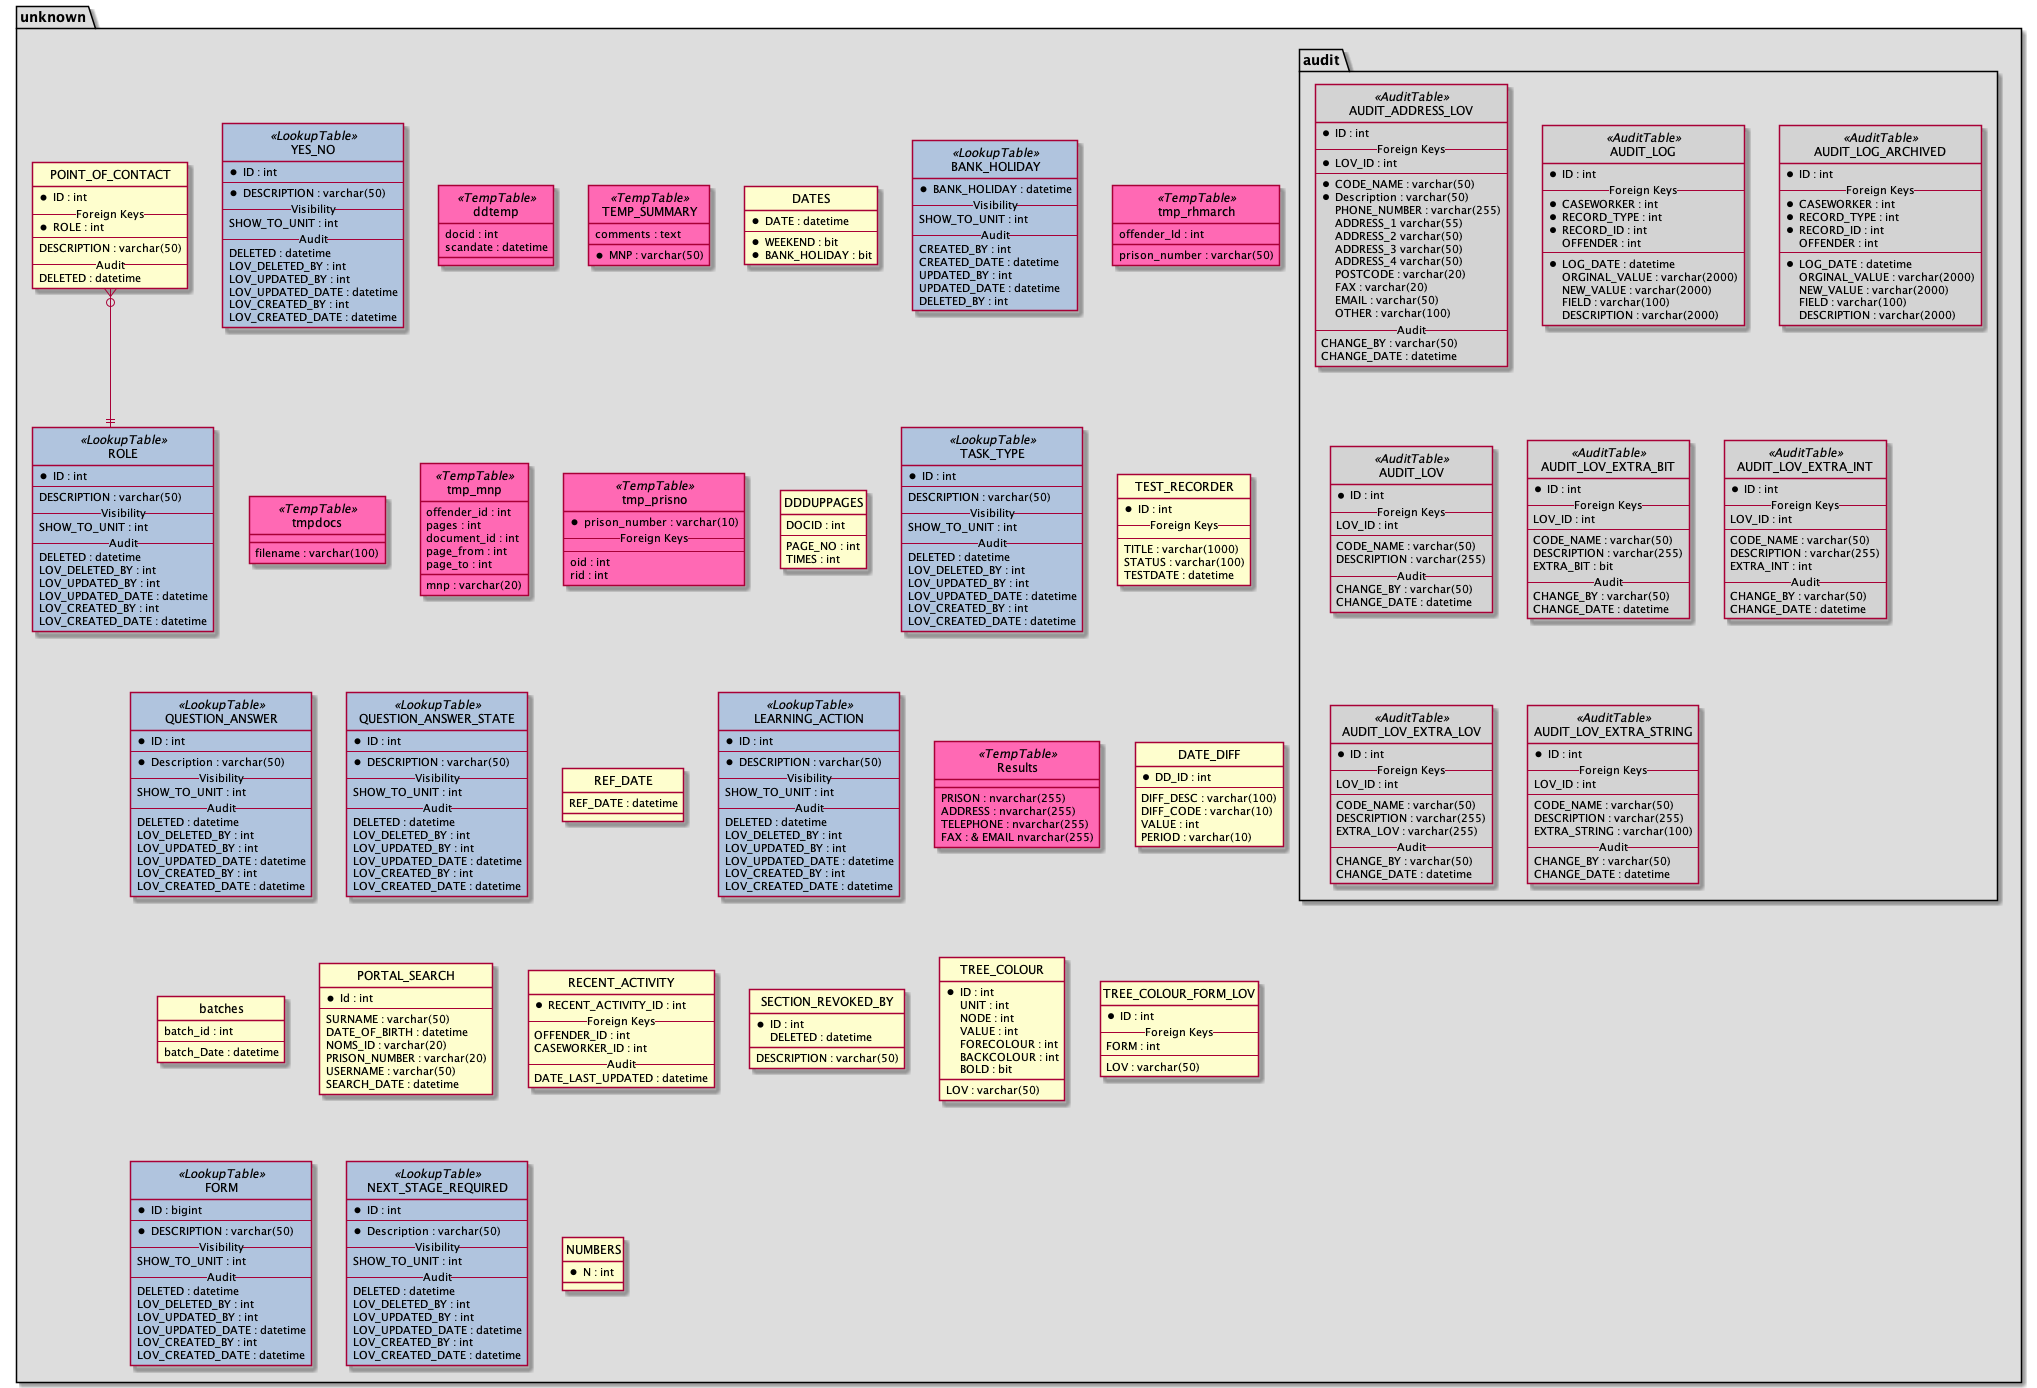 unknown
POINT_OF_CONTACT
ID : int
Foreign Keys
ROLE : int
DESCRIPTION : varchar(50)
Audit
DELETED : datetime
«LookupTable»
YES_NO
ID : int
DESCRIPTION : varchar(50)
Visibility
SHOW_TO_UNIT : int
Audit
DELETED : datetime
LOV_DELETED_BY : int
LOV_UPDATED_BY : int
LOV_UPDATED_DATE : datetime
LOV_CREATED_BY : int
LOV_CREATED_DATE : datetime
«TempTable»
ddtemp
docid : int
scandate : datetime
«TempTable»
TEMP_SUMMARY
comments : text
MNP : varchar(50)
DATES
DATE : datetime
WEEKEND : bit
BANK_HOLIDAY : bit
«LookupTable»
BANK_HOLIDAY
BANK_HOLIDAY : datetime
Visibility
SHOW_TO_UNIT : int
Audit
CREATED_BY : int
CREATED_DATE : datetime
UPDATED_BY : int
UPDATED_DATE : datetime
DELETED_BY : int
«TempTable»
tmp_rhmarch
offender_Id : int
prison_number : varchar(50)
audit
«AuditTable»
AUDIT_ADDRESS_LOV
ID : int
Foreign Keys
LOV_ID : int
CODE_NAME : varchar(50)
Description : varchar(50)
PHONE_NUMBER : varchar(255)
ADDRESS_1 : varchar(55)
ADDRESS_2 : varchar(50)
ADDRESS_3 : varchar(50)
ADDRESS_4 : varchar(50)
POSTCODE : varchar(20)
FAX : varchar(20)
EMAIL : varchar(50)
OTHER : varchar(100)
Audit
CHANGE_BY : varchar(50)
CHANGE_DATE : datetime
«AuditTable»
AUDIT_LOG
ID : int
Foreign Keys
CASEWORKER : int
RECORD_TYPE : int
RECORD_ID : int
OFFENDER : int
LOG_DATE : datetime
ORGINAL_VALUE : varchar(2000)
NEW_VALUE : varchar(2000)
FIELD : varchar(100)
DESCRIPTION : varchar(2000)
«AuditTable»
AUDIT_LOG_ARCHIVED
ID : int
Foreign Keys
CASEWORKER : int
RECORD_TYPE : int
RECORD_ID : int
OFFENDER : int
LOG_DATE : datetime
ORGINAL_VALUE : varchar(2000)
NEW_VALUE : varchar(2000)
FIELD : varchar(100)
DESCRIPTION : varchar(2000)
«LookupTable»
ROLE
ID : int
DESCRIPTION : varchar(50)
Visibility
SHOW_TO_UNIT : int
Audit
DELETED : datetime
LOV_DELETED_BY : int
LOV_UPDATED_BY : int
LOV_UPDATED_DATE : datetime
LOV_CREATED_BY : int
LOV_CREATED_DATE : datetime
«TempTable»
tmpdocs
filename : varchar(100)
«TempTable»
tmp_mnp
offender_id : int
pages : int
document_id : int
page_from : int
page_to : int
mnp : varchar(20)
«TempTable»
tmp_prisno
prison_number : varchar(10)
Foreign Keys
oid : int
rid : int
DDDUPPAGES
DOCID : int
PAGE_NO : int
TIMES : int
«LookupTable»
TASK_TYPE
ID : int
DESCRIPTION : varchar(50)
Visibility
SHOW_TO_UNIT : int
Audit
DELETED : datetime
LOV_DELETED_BY : int
LOV_UPDATED_BY : int
LOV_UPDATED_DATE : datetime
LOV_CREATED_BY : int
LOV_CREATED_DATE : datetime
TEST_RECORDER
ID : int
Foreign Keys
TITLE : varchar(1000)
STATUS : varchar(100)
TESTDATE : datetime
«AuditTable»
AUDIT_LOV
ID : int
Foreign Keys
LOV_ID : int
CODE_NAME : varchar(50)
DESCRIPTION : varchar(255)
Audit
CHANGE_BY : varchar(50)
CHANGE_DATE : datetime
«AuditTable»
AUDIT_LOV_EXTRA_BIT
ID : int
Foreign Keys
LOV_ID : int
CODE_NAME : varchar(50)
DESCRIPTION : varchar(255)
EXTRA_BIT : bit
Audit
CHANGE_BY : varchar(50)
CHANGE_DATE : datetime
«AuditTable»
AUDIT_LOV_EXTRA_INT
ID : int
Foreign Keys
LOV_ID : int
CODE_NAME : varchar(50)
DESCRIPTION : varchar(255)
EXTRA_INT : int
Audit
CHANGE_BY : varchar(50)
CHANGE_DATE : datetime
«LookupTable»
QUESTION_ANSWER
ID : int
Description : varchar(50)
Visibility
SHOW_TO_UNIT : int
Audit
DELETED : datetime
LOV_DELETED_BY : int
LOV_UPDATED_BY : int
LOV_UPDATED_DATE : datetime
LOV_CREATED_BY : int
LOV_CREATED_DATE : datetime
«LookupTable»
QUESTION_ANSWER_STATE
ID : int
DESCRIPTION : varchar(50)
Visibility
SHOW_TO_UNIT : int
Audit
DELETED : datetime
LOV_DELETED_BY : int
LOV_UPDATED_BY : int
LOV_UPDATED_DATE : datetime
LOV_CREATED_BY : int
LOV_CREATED_DATE : datetime
REF_DATE
REF_DATE : datetime
«LookupTable»
LEARNING_ACTION
ID : int
DESCRIPTION : varchar(50)
Visibility
SHOW_TO_UNIT : int
Audit
DELETED : datetime
LOV_DELETED_BY : int
LOV_UPDATED_BY : int
LOV_UPDATED_DATE : datetime
LOV_CREATED_BY : int
LOV_CREATED_DATE : datetime
«TempTable»
Results
PRISON : nvarchar(255)
ADDRESS : nvarchar(255)
TELEPHONE : nvarchar(255)
FAX : & EMAIL nvarchar(255)
DATE_DIFF
DD_ID : int
DIFF_DESC : varchar(100)
DIFF_CODE : varchar(10)
VALUE : int
PERIOD : varchar(10)
«AuditTable»
AUDIT_LOV_EXTRA_LOV
ID : int
Foreign Keys
LOV_ID : int
CODE_NAME : varchar(50)
DESCRIPTION : varchar(255)
EXTRA_LOV : varchar(255)
Audit
CHANGE_BY : varchar(50)
CHANGE_DATE : datetime
«AuditTable»
AUDIT_LOV_EXTRA_STRING
ID : int
Foreign Keys
LOV_ID : int
CODE_NAME : varchar(50)
DESCRIPTION : varchar(255)
EXTRA_STRING : varchar(100)
Audit
CHANGE_BY : varchar(50)
CHANGE_DATE : datetime
batches
batch_id : int
batch_Date : datetime
PORTAL_SEARCH
Id : int
SURNAME : varchar(50)
DATE_OF_BIRTH : datetime
NOMS_ID : varchar(20)
PRISON_NUMBER : varchar(20)
USERNAME : varchar(50)
SEARCH_DATE : datetime
RECENT_ACTIVITY
RECENT_ACTIVITY_ID : int
Foreign Keys
OFFENDER_ID : int
CASEWORKER_ID : int
Audit
DATE_LAST_UPDATED : datetime
SECTION_REVOKED_BY
ID : int
DELETED : datetime
DESCRIPTION : varchar(50)
TREE_COLOUR
ID : int
UNIT : int
NODE : int
VALUE : int
FORECOLOUR : int
BACKCOLOUR : int
BOLD : bit
LOV : varchar(50)
TREE_COLOUR_FORM_LOV
ID : int
Foreign Keys
FORM : int
LOV : varchar(50)
«LookupTable»
FORM
ID : bigint
DESCRIPTION : varchar(50)
Visibility
SHOW_TO_UNIT : int
Audit
DELETED : datetime
LOV_DELETED_BY : int
LOV_UPDATED_BY : int
LOV_UPDATED_DATE : datetime
LOV_CREATED_BY : int
LOV_CREATED_DATE : datetime
«LookupTable»
NEXT_STAGE_REQUIRED
ID : int
Description : varchar(50)
Visibility
SHOW_TO_UNIT : int
Audit
DELETED : datetime
LOV_DELETED_BY : int
LOV_UPDATED_BY : int
LOV_UPDATED_DATE : datetime
LOV_CREATED_BY : int
LOV_CREATED_DATE : datetime
NUMBERS
N : int